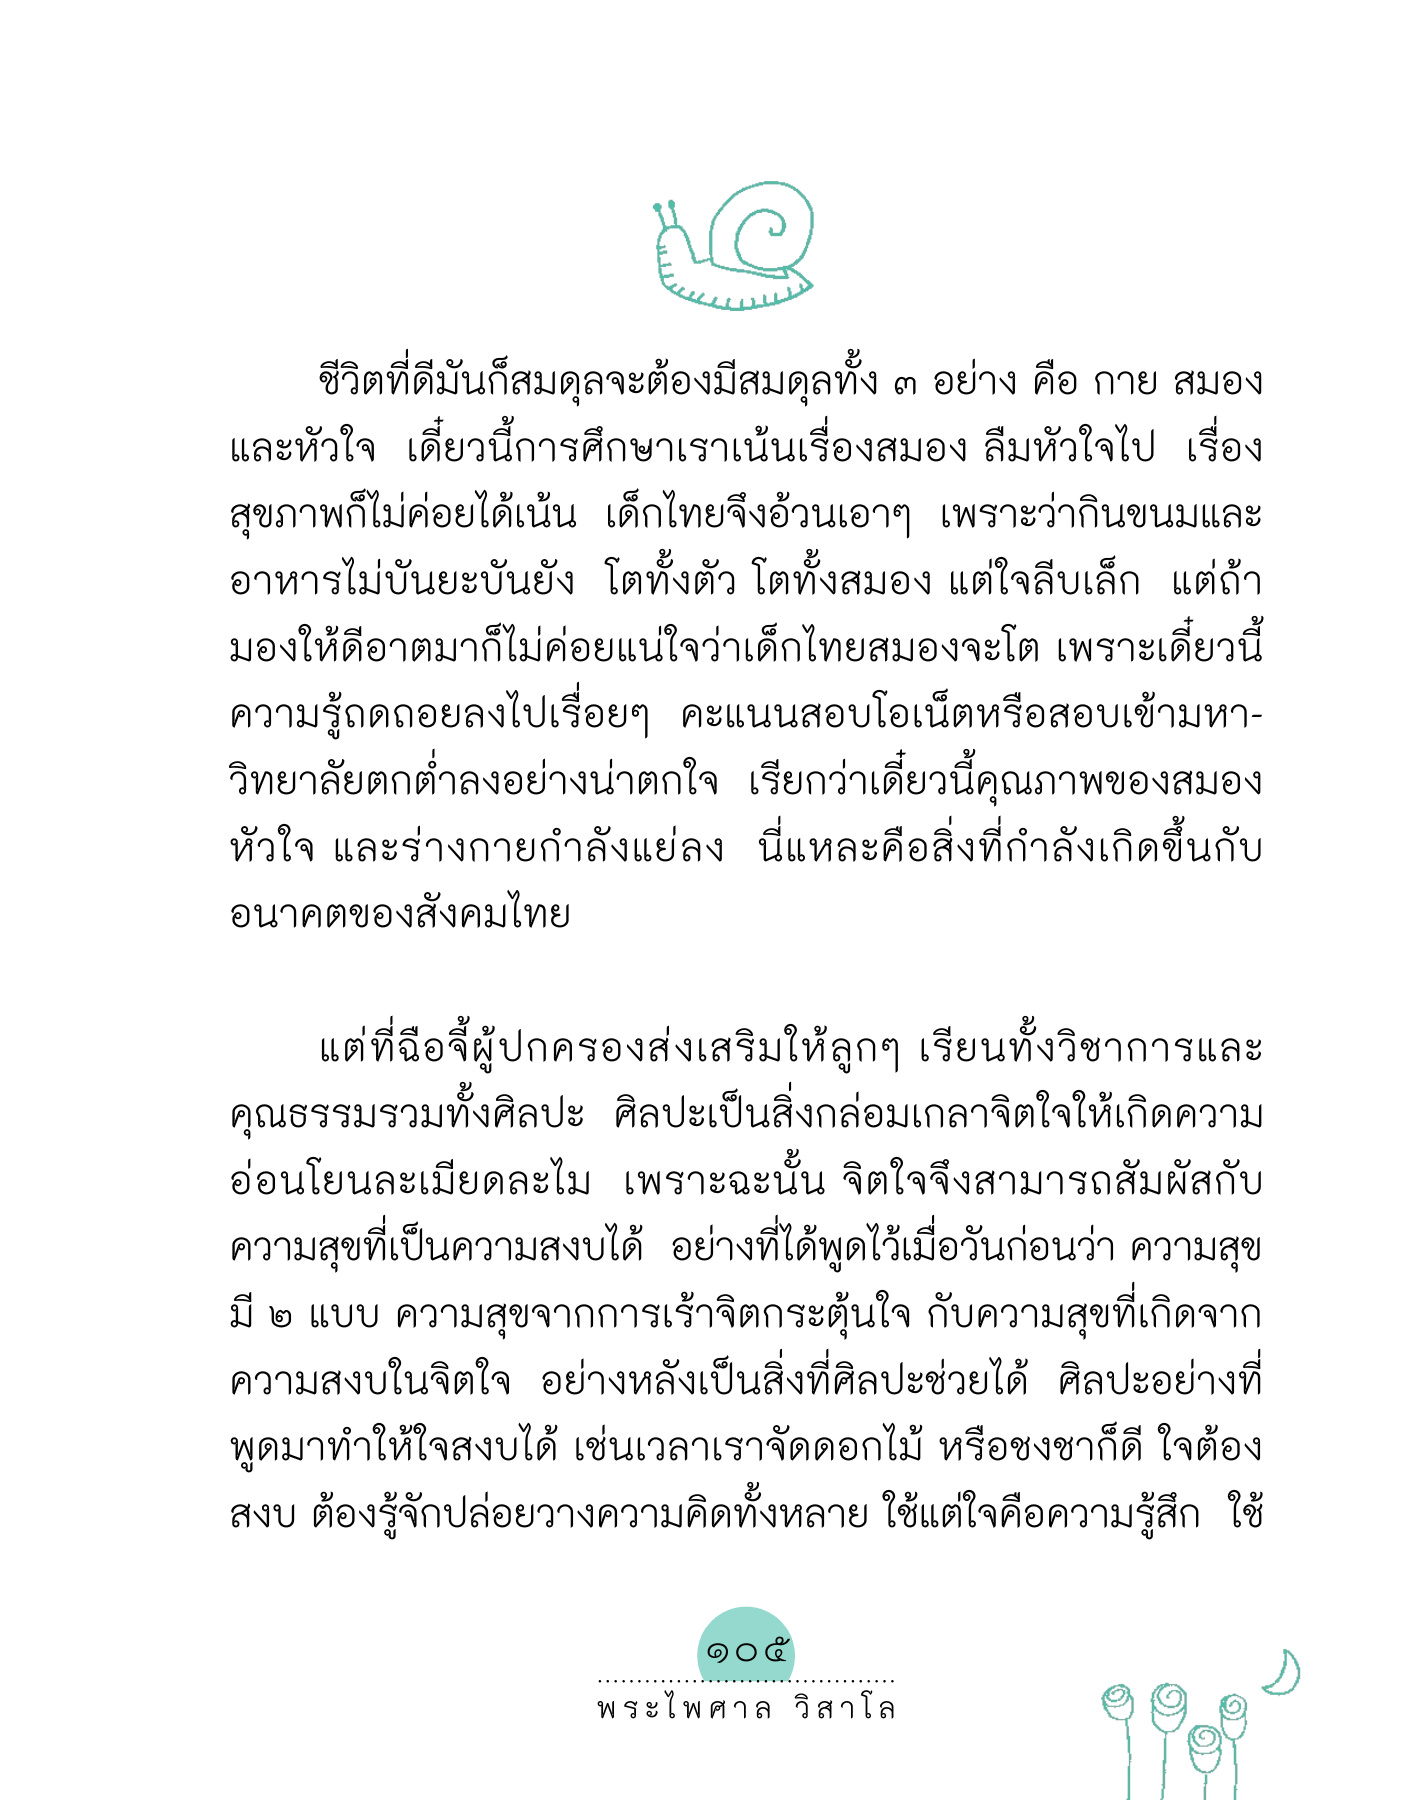 ชีวิตที่ดีมันก็สมดุลจะต้องมีสมดุลทั้ง ๓ อย่าง คือ กาย สมอง
และหัวใจ เดี๋ยวนี้การศึกษาเราเน้นเรื่องสมอง ลืมหัวใจไป เรื่อง
สุขภาพก็ไม่ค่อยได้เน้น เด็กไทยจึงอ้วนเอาๆ เพราะว่ากินขนมและ
อาหารไม่บันยะบันยัง โตทั้งตัว โตทั้งสมอง แต่ใจลีบเล็ก แต่ถ้า
มองให้ดีอาตมาก็ไม่ค่อยแน่ใจว่าเด็กไทยสมองจะโต เพราะเดี๋ยวนี้
ความรู้ถดถอยลงไปเรื่อยๆ คะแนนสอบโอเน็ตหรือสอบเข้ามหา-
วิทยาลัยตกต่ำลงอย่างน่าตกใจ เรียกว่าเดี๋ยวนี้คุณภาพของสมอง
หัวใจ และร่างกายกำลังแย่ลง นี่แหละคือสิ่งที่กำลังเกิดขึ้นกับ
อนาคตของสังคมไทย
แต่ที่ฉือจี้ผู้ปกครองส่งเสริมให้ลูกๆ เรียนทั้งวิชาการและ
คุณธรรมรวมทั้งศิลปะ ศิลปะเป็นสิ่งกล่อมเกลาจิตใจให้เกิดความ
อ่อนโยนละเมียดละไม เพราะฉะนั้น จิตใจจึงสามารถสัมผัสกับ
ความสุขที่เป็นความสงบได้ อย่างที่ได้พูดไว้เมื่อวันก่อนว่า ความสุข
มี ๒ แบบ ความสุขจากการเร้าจิตกระตุ้นใจ กับความสุขที่เกิดจาก
ความสงบในจิตใจ อย่างหลังเป็นสิ่งที่ศิลปะช่วยได้ ศิลปะอย่างที่
พูดมาทำให้ใจสงบได้ เช่นเวลาเราจัดดอกไม้ หรือชงชาก็ดี ใจต้อง
สงบ ต้องรู้จักปล่อยวางความคิดทั้งหลาย ใช้แต่ใจคือความรู้สึก ใช้
๑๐๕
พระไพศาล วิสาโล